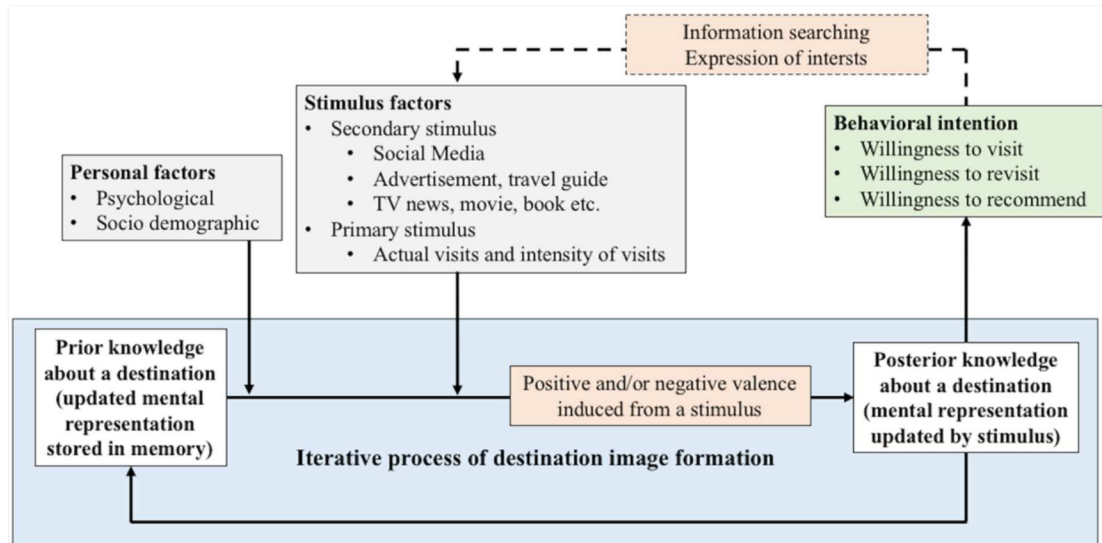 Information searching
Expression of intersts
Stimulus factors
• Secondary stimulus
• Social Media
• Advertisement, travel guide
• TV news, movie, book etc.
• Primary stimulus
• Actual visits and intensity of visits
Behavioral intention
• Willingness to visit
• Willingness to revisit
• Willingness to recommend
Personal factors
• Psychological
• Socio demographic
Prior knowledge
about a destination
(updated mental
representation
stored in memory)
Positive and/or negative valence
induced from a stimulus
Posterior knowledge
about a destination
(mental representation
updated by stimulus)
Iterative process of destination image formation